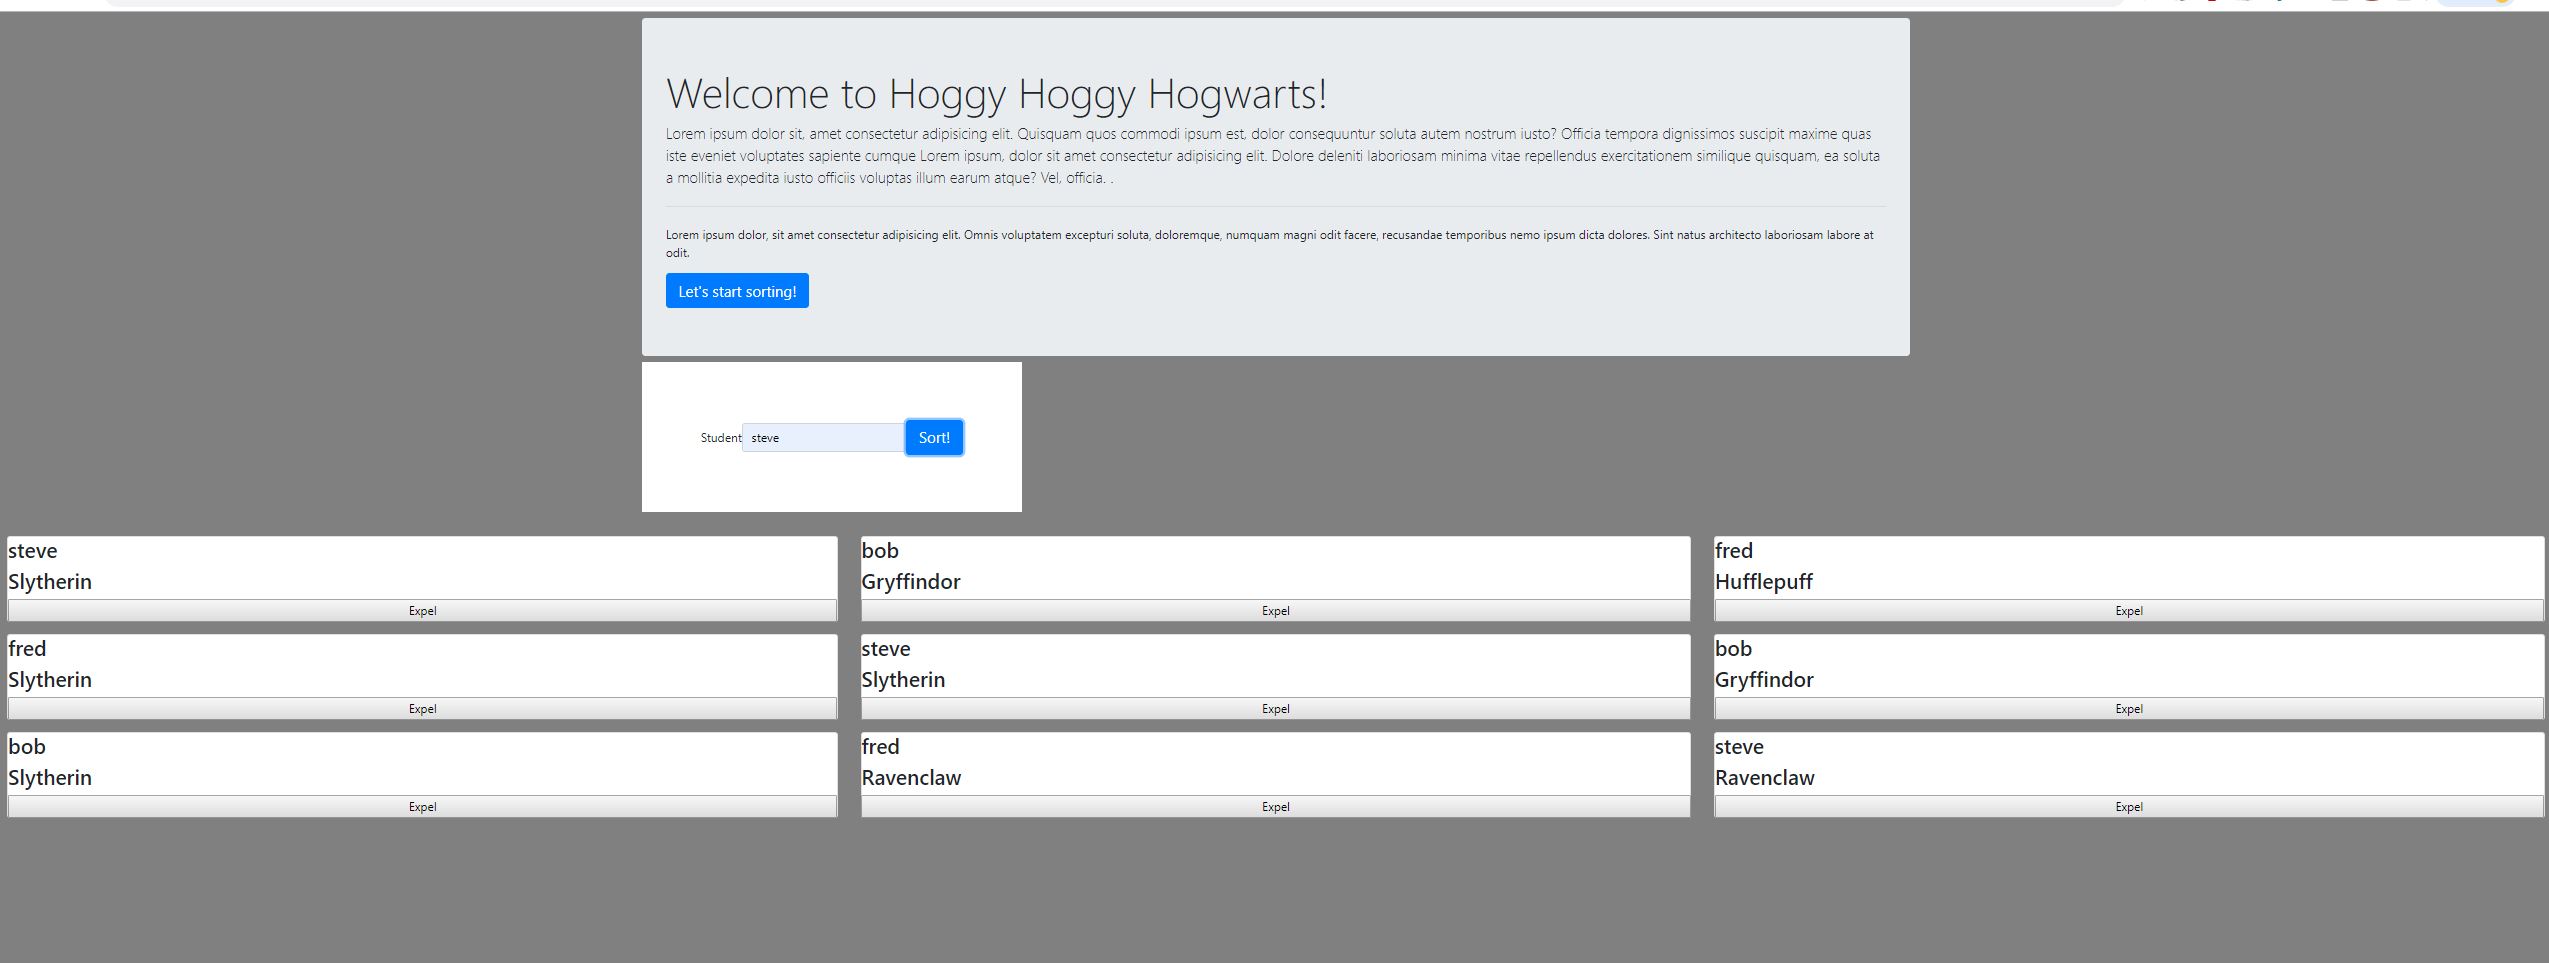 Welcome to Hoggy Hoggy Hogwarts!
Lorem ipsum dolor sit, amet consectetur adipisicing elit. Quisquam quos commodi ipsum est, dolor consequuntur soluta autem nostrum iusto? Officia tempora dignissimos suscipit maxime quas
iste eveniet voluptates sapiente cumque Lorem ipsum, dolor sit amet consectetur adipisicing elit. Dolore deleniti laboriosam minima vitae repellendus exercitationem similique quisquam, ea soluta
a mollitia expedita iusto officiis voluptas illum earum atque? Vel, officia. .
Lorem ipsum dolor, sit amet consectetur adipisicing elit. Omnis voluptatem excepturi soluta, doloremque, numquam magni odit facere, recusandae temporibus nemo ipsum dicta dolores. Sint natus architecto laboriosam labore at
odit.
Let's start sorting!
Student steve Sort!
steve
Slytherin
Expel
bob
Gryffindor
Expel
fred
Hufflepuff
Expel
fred
Slytherin
Expel
steve
Slytherin
Expel
bob
Gryffindor
Expel
bob
Slytherin
Expel
fred
Ravenclaw
Expel
steve
Ravenclaw
Expel